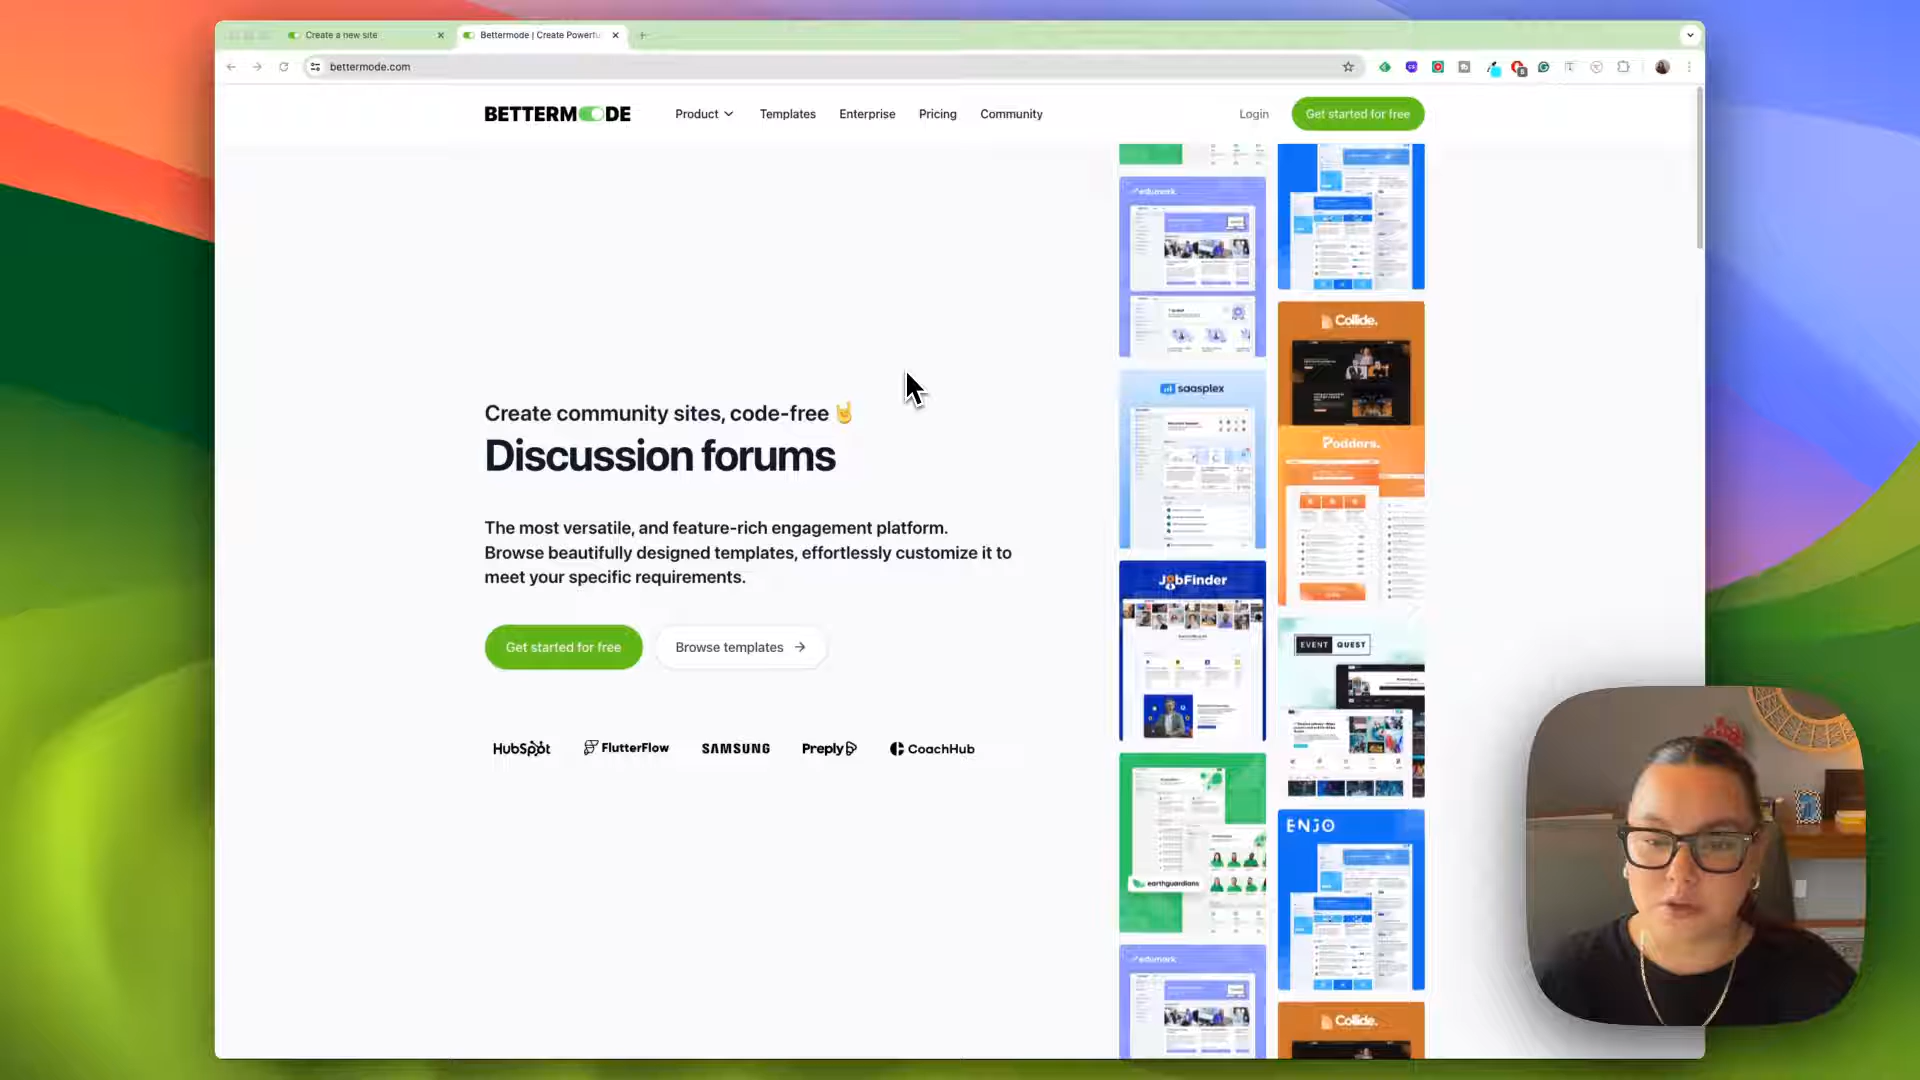 Create a new site
Bettermode | Create Powerfu
bettermode.com
BETTERMODE
Product
Templates
Enterprise
Pricing
Community
Login
Get started for free
Create community sites, code-free
Discussion forums
The most versatile, and feature-rich engagement platform.
Browse beautifully designed templates, effortlessly customize it to
meet your specific requirements.
Get started for free
Browse templates
HubSpot
FlutterFlow
SAMSUNG
Preply
CoachHub
edumark
saasplex
JobFinder
earthguardians
edumark
Collide.
Podders.
EVENT QUEST
ENJO
Collide.